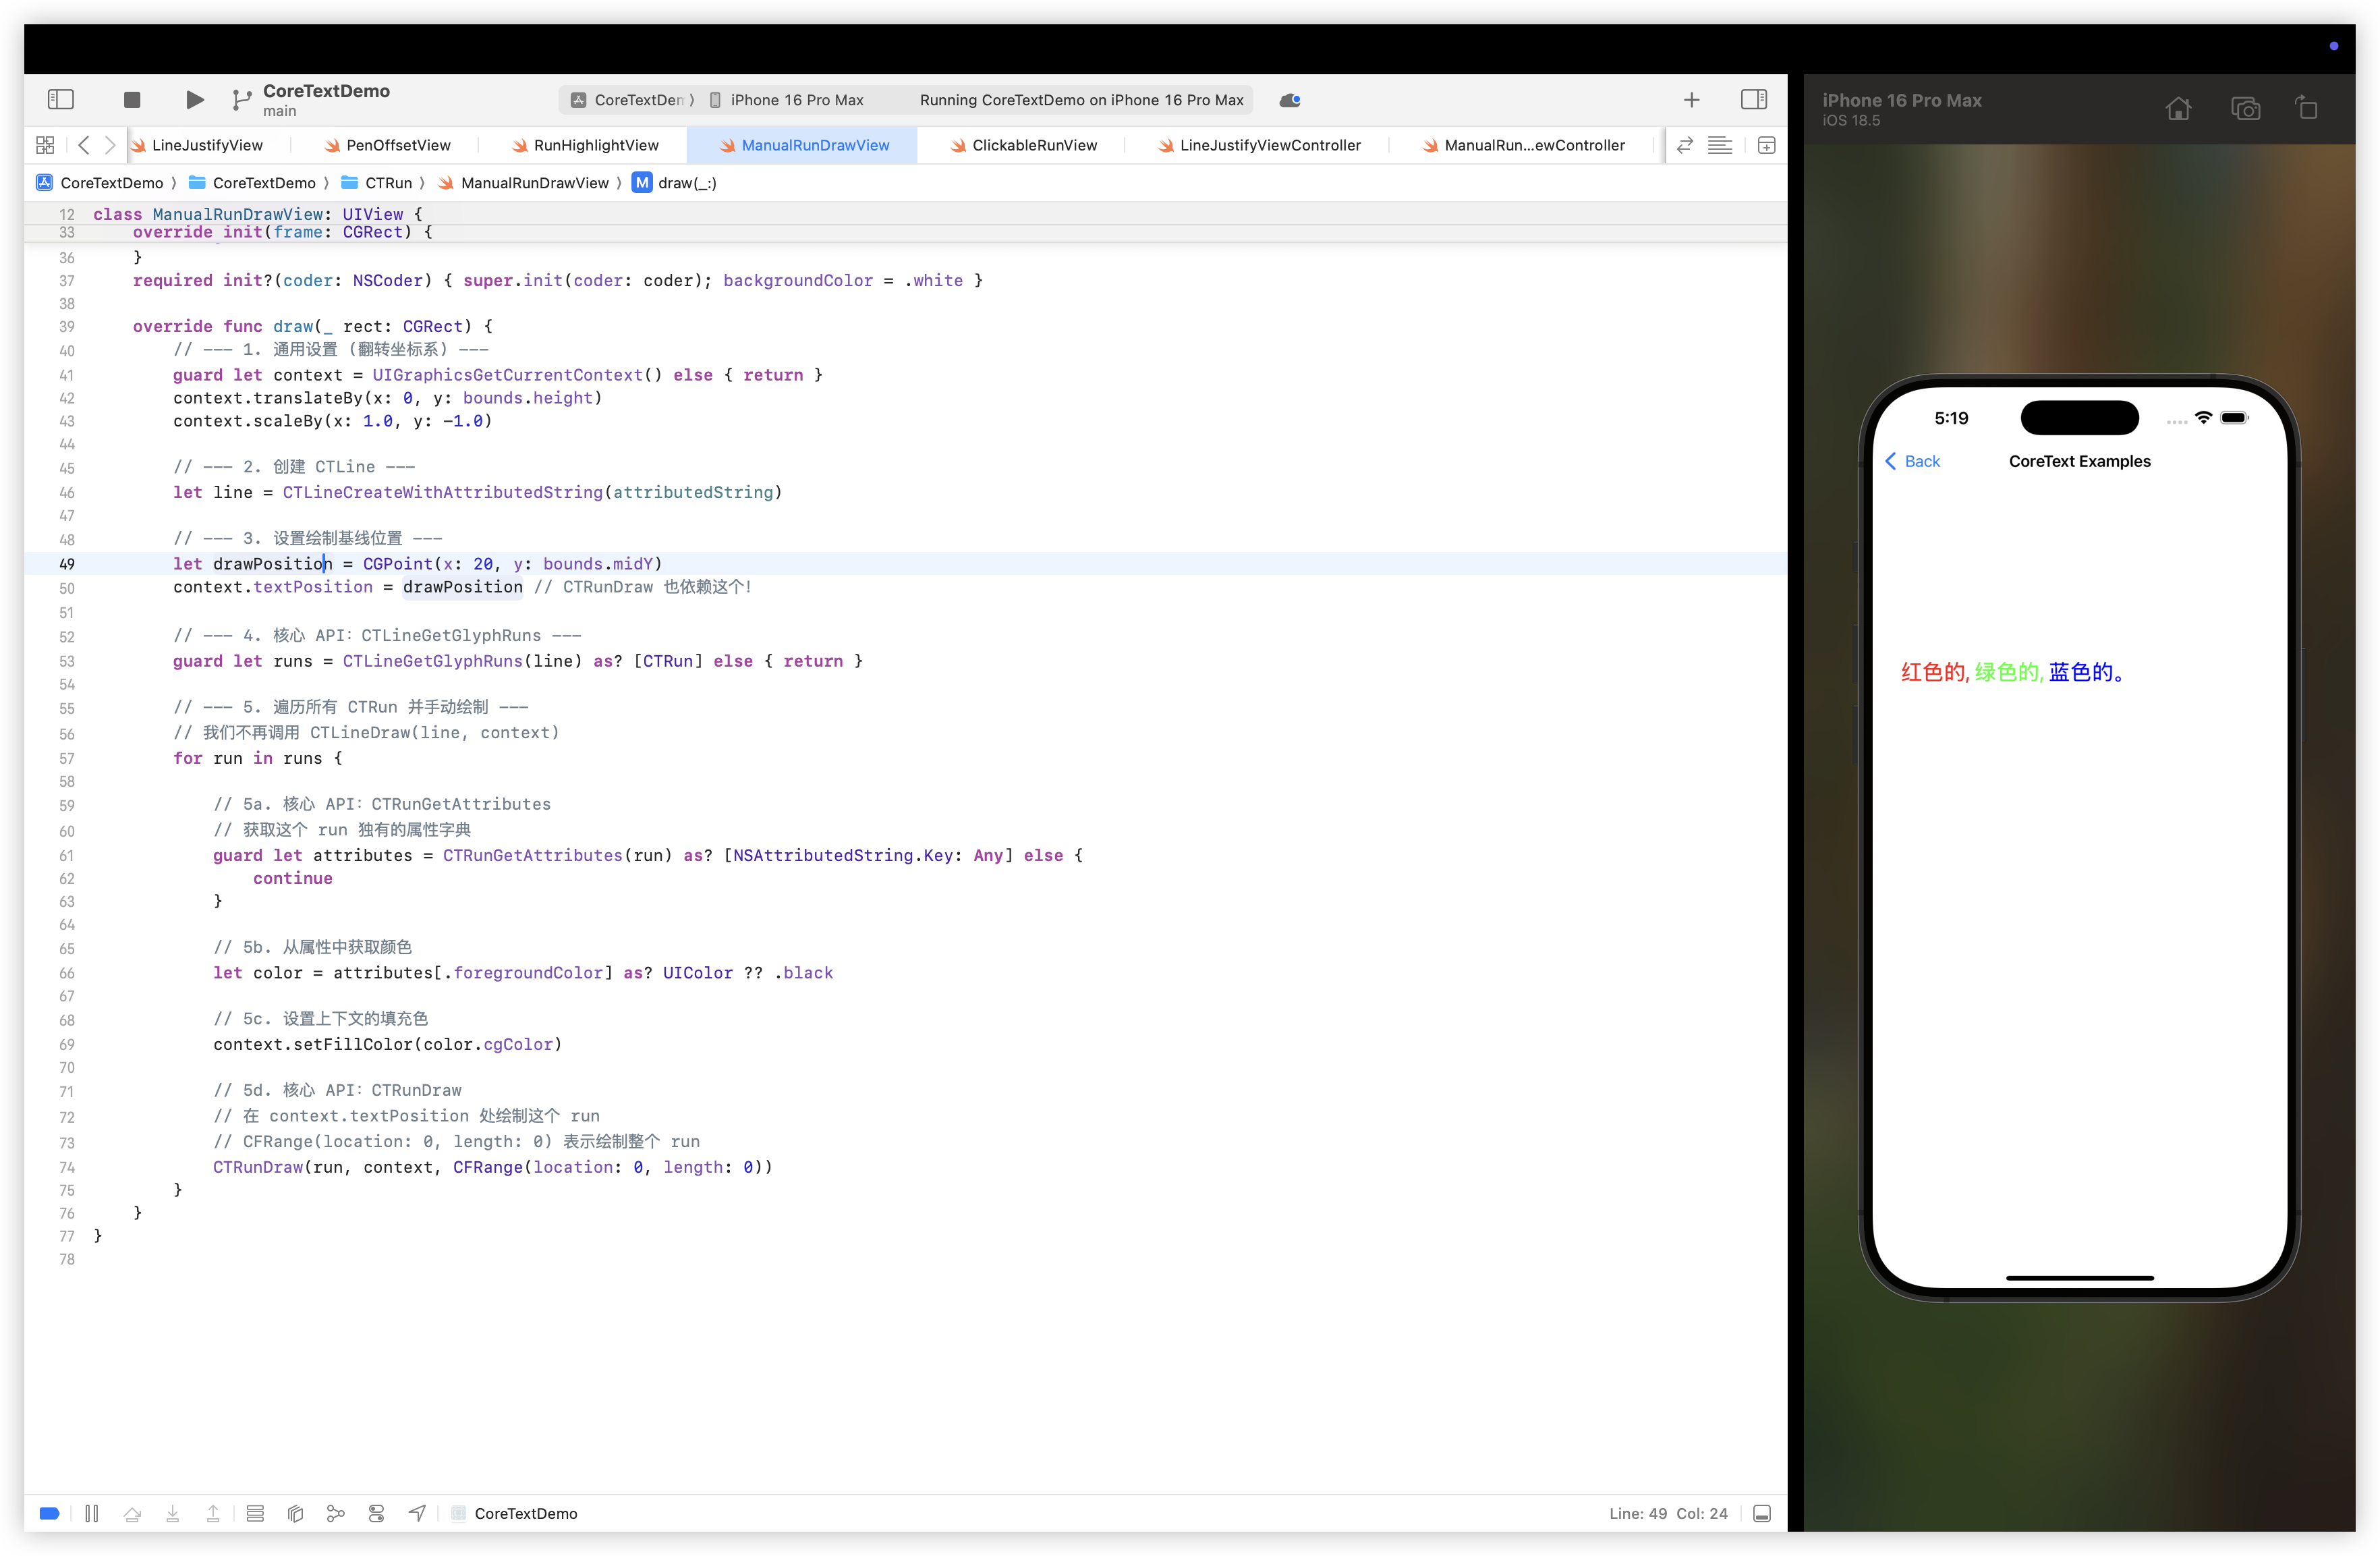 CoreTextDemo
main
CoreTextDem
iPhone 16 Pro Max
Running CoreTextDemo on iPhone 16 Pro Max
LineJustifyView
PenOffsetView
RunHighlightView
ManualRunDrawView
ClickableRunView
LineJustifyViewController
ManualRun...ewController
CoreTextDemo 〉 CoreTextDemo 〉 CTRun 〉 ManualRunDrawView 〉 M draw(_:)
12 class ManualRunDrawView: UIView {
33 override init(frame: CGRect) {
36 }
37 required init?(coder: NSCoder) { super.init(coder: coder); backgroundColor = .white }
38
39 override func draw(_ rect: CGRect) {
40 // --- 1. 通用设置 (翻转坐标系) ---
41 guard let context = UIGraphicsGetCurrentContext() else { return }
42 context.translateBy(x: 0, y: bounds.height)
43 context.scaleBy(x: 1.0, y: -1.0)
44
45 // --- 2. 创建 CTLine ---
46 let line = CTLineCreateWithAttributedString(attributedString)
47
48 // --- 3. 设置绘制基线位置 ---
49 let drawPosition = CGPoint(x: 20, y: bounds.midY)
50 context.textPosition = drawPosition // CTRunDraw 也依赖这个！
51
52 // --- 4. 核心 API：CTLineGetGlyphRuns ---
53 guard let runs = CTLineGetGlyphRuns(line) as? [CTRun] else { return }
54
55 // --- 5. 遍历所有 CTRun 并手动绘制 ---
56 // 我们不再调用 CTLineDraw(line, context)
57 for run in runs {
58
59 // 5a. 核心 API：CTRunGetAttributes
60 // 获取这个 run 独有的属性字典
61 guard let attributes = CTRunGetAttributes(run) as? [NSAttributedString.Key: Any] else {
62 continue
63 }
64
65 // 5b. 从属性中获取颜色
66 let color = attributes[.foregroundColor] as? UIColor ?? .black
67
68 // 5c. 设置上下文的填充色
69 context.setFillColor(color.cgColor)
70
71 // 5d. 核心 API：CTRunDraw
72 // 在 context.textPosition 处绘制这个 run
73 // CFRange(location: 0, length: 0) 表示绘制整个 run
74 CTRunDraw(run, context, CFRange(location: 0, length: 0))
75 }
76 }
77 }
78
CoreTextDemo
Line: 49 Col: 24
iPhone 16 Pro Max
iOS 18.5
5:19
Back
CoreText Examples
红色的, 绿色的, 蓝色的。